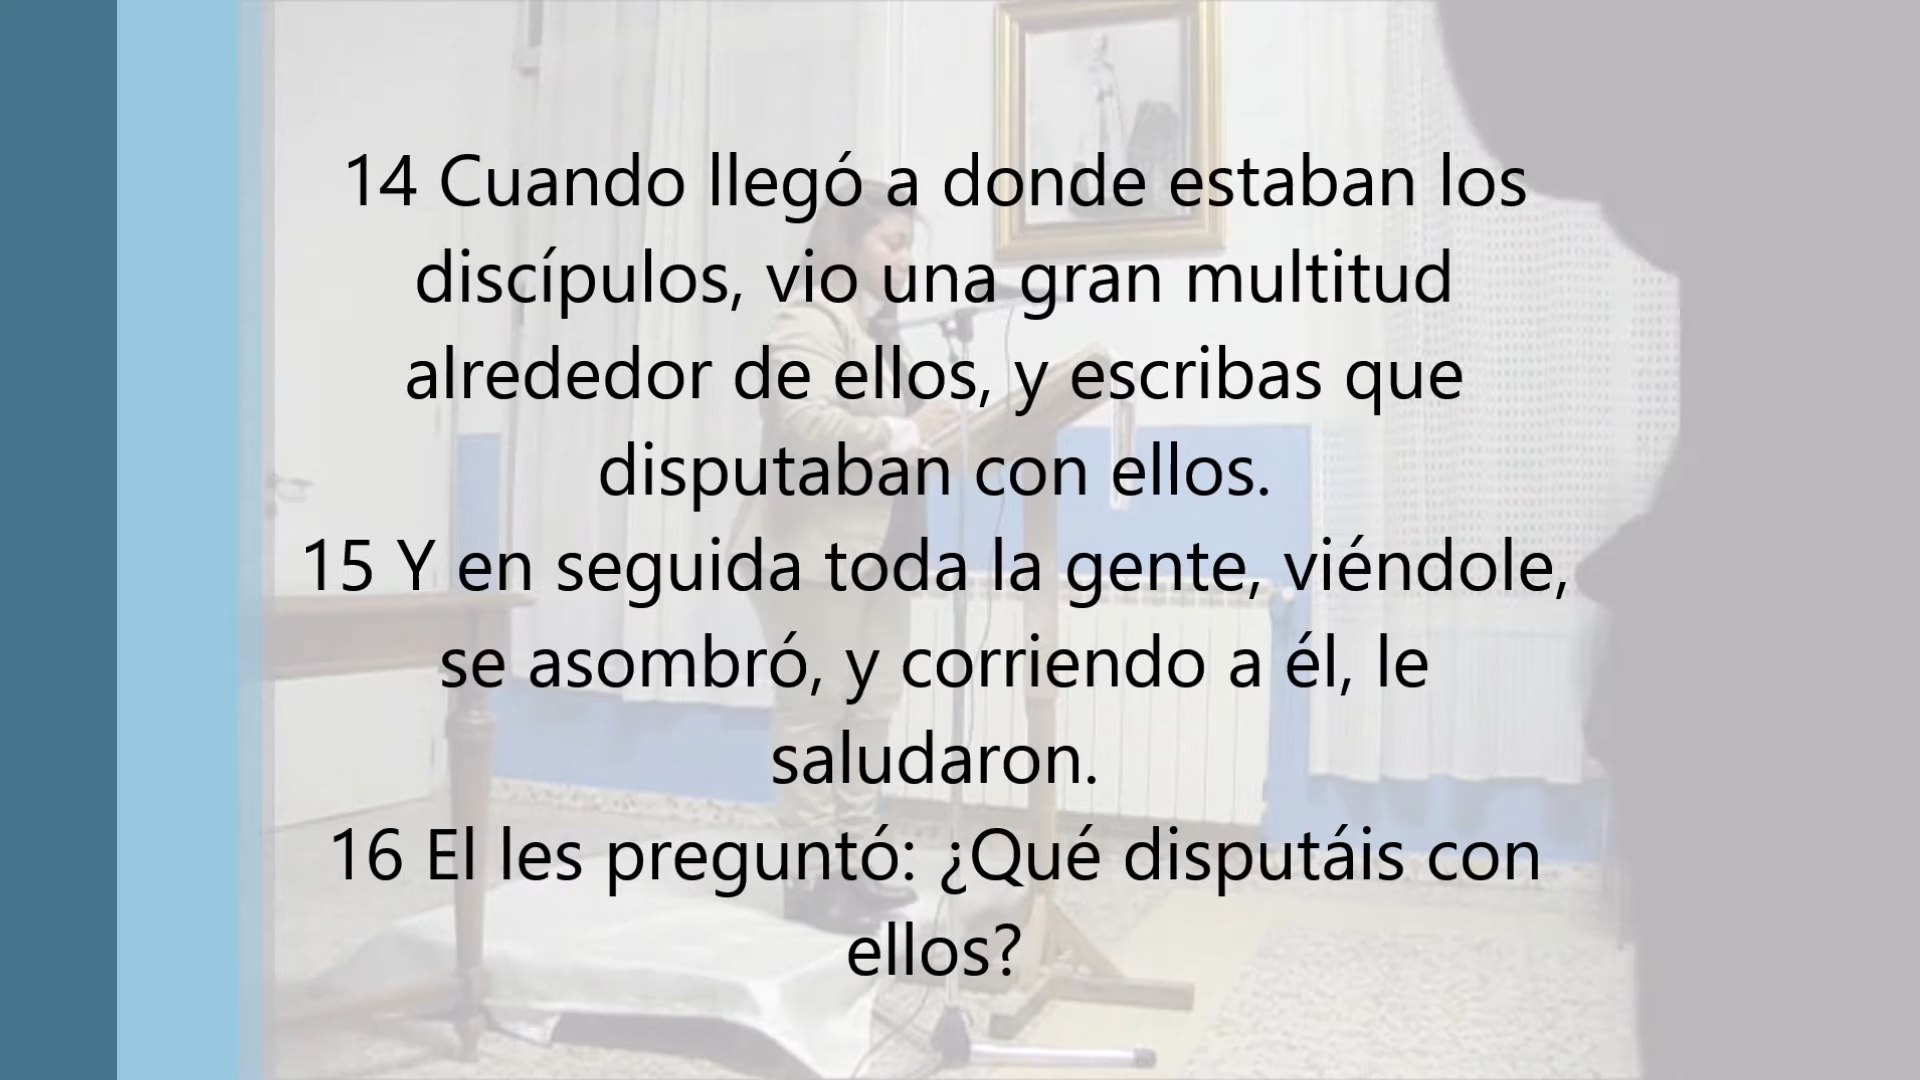 14 Cuando llegó a donde estaban los
discípulos, vio una gran multitud
alrededor de ellos, y escribas que
disputaban con ellos.
15 Y en seguida toda la gente, viéndole,
se asombró, y corriendo a él, le
saludaron.
16 El les preguntó: ¿Qué disputáis con
ellos?